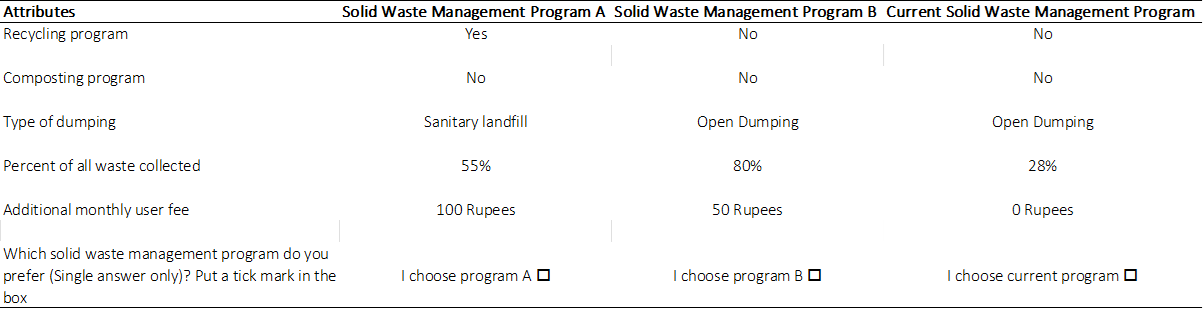 Attributes Solid Waste Management Program A Solid Waste Management Program B Current Solid Waste Management Program
Recycling program Yes No No
Composting program No No No
Type of dumping Sanitary landfill Open Dumping Open Dumping
Percent of all waste collected 55% 80% 28%
Additional monthly user fee 100 Rupees 50 Rupees 0 Rupees
Which solid waste management program do you
prefer (Single answer only)? Put a tick mark in the I choose program A ☐ I choose program B ☐ I choose current program ☐
box